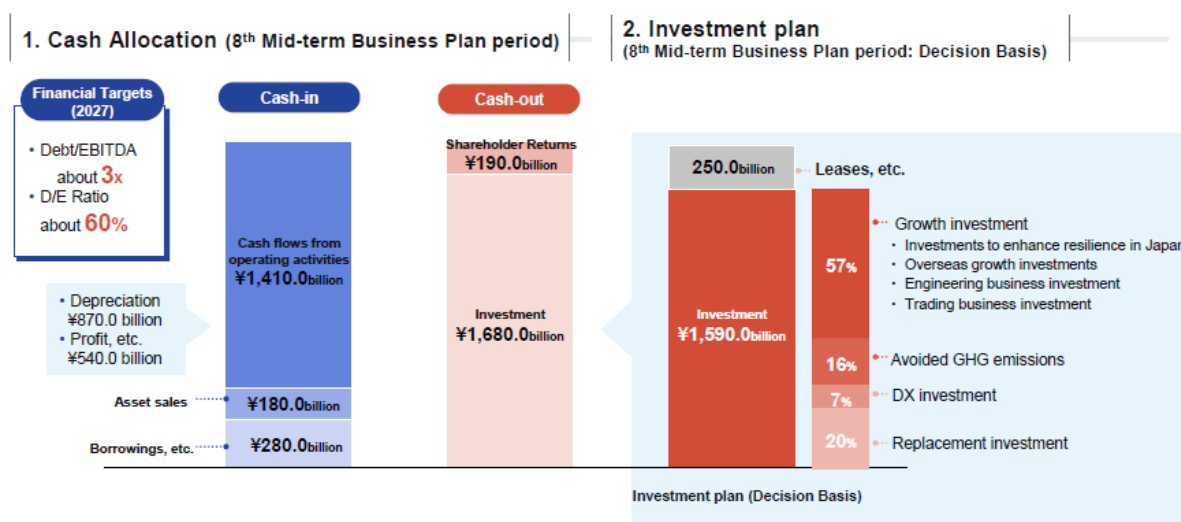 1. Cash Allocation (8th Mid-term Business Plan period)
2. Investment plan
(8th Mid-term Business Plan period: Decision Basis)
Financial Targets
(2027)
• Debt/EBITDA
about 3x
• D/E Ratio
about 60%
Cash-in
Cash flows from
operating activities
¥1,410.0billion
• Depreciation
¥870.0 billion
• Profit, etc.
¥540.0 billion
Asset sales
¥180.0billion
Borrowings, etc.
¥280.0billion
Cash-out
Shareholder Returns
¥190.0billion
Investment
¥1,680.0billion
250.0billion
Leases, etc.
Investment
¥1,590.0billion
57%
Growth investment
• Investments to enhance resilience in Japan
• Overseas growth investments
• Engineering business investment
• Trading business investment
16%
Avoided GHG emissions
7%
DX investment
20%
Replacement investment
Investment plan (Decision Basis)